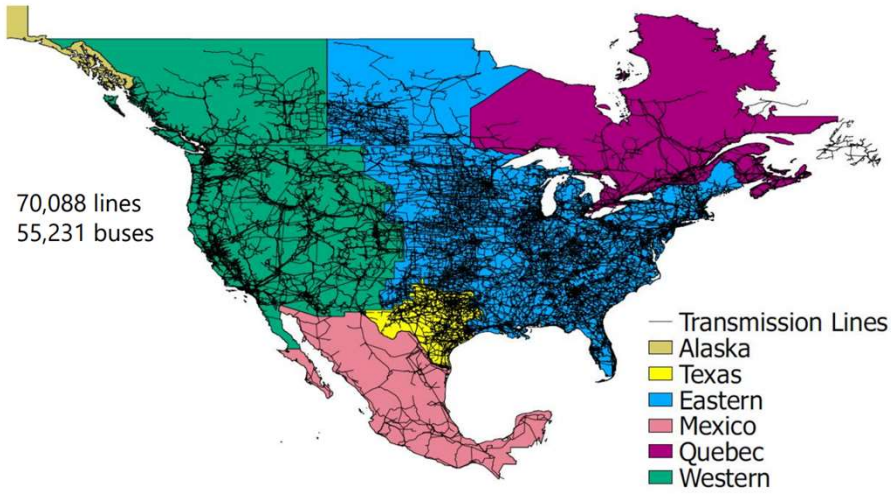 70,088 lines
55,231 buses
Transmission Lines
Alaska
Texas
Eastern
Mexico
Quebec
Western